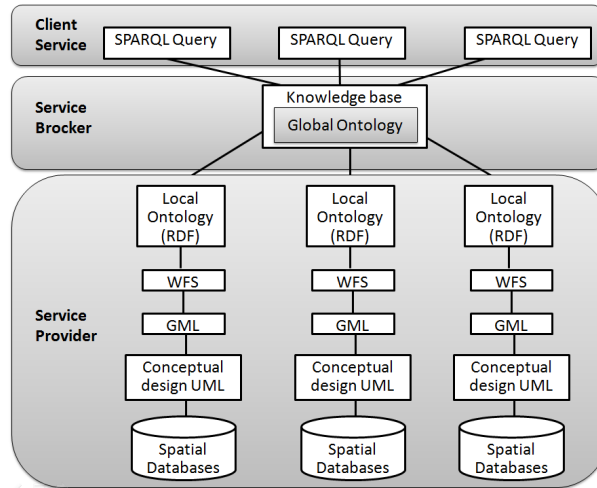 Client
Service
SPARQL Query
SPARQL Query
SPARQL Query
Service
Brocker
Knowledge base
Global Ontology
Local
Ontology
(RDF)
Local
Ontology
(RDF)
Local
Ontology
(RDF)
WFS
WFS
WFS
Service
Provider
GML
GML
GML
Conceptual
design UML
Conceptual
design UML
Conceptual
design UML
Spatial
Databases
Spatial
Databases
Spatial
Databases